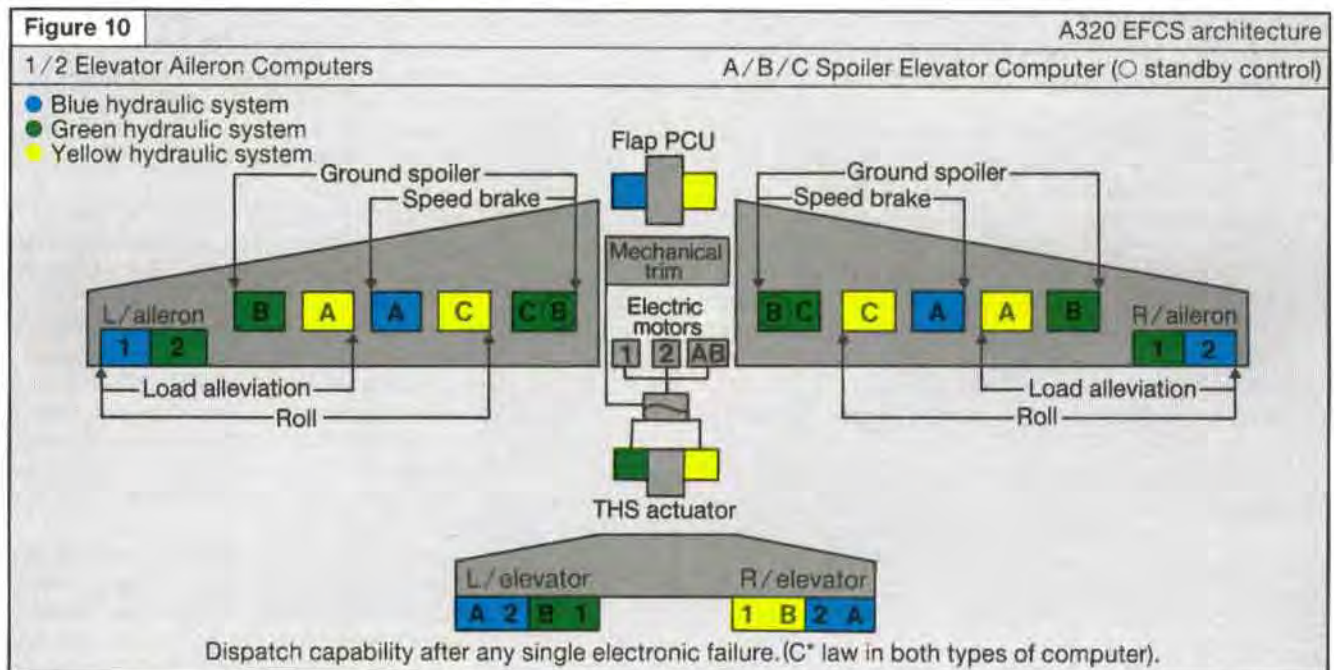 Figure 10
A320 EFCS architecture
1/2 Elevator Aileron Computers
A/B/C Spoiler Elevator Computer (○ standby control)
Blue hydraulic system
Green hydraulic system
Yellow hydraulic system
Flap PCU
Ground spoiler
Speed brake
Ground spoiler
Speed brake
Mechanical
trim
L/aileron
B A A C C B
Electric
motors
1 2 AB
B C C A A B
R/aileron
1 2
1 2
Load alleviation
Roll
Load alleviation
Roll
THS actuator
L/elevator
R/elevator
A 2 B 1
1 B 2 A
Dispatch capability after any single electronic failure.(C* law in both types of computer).